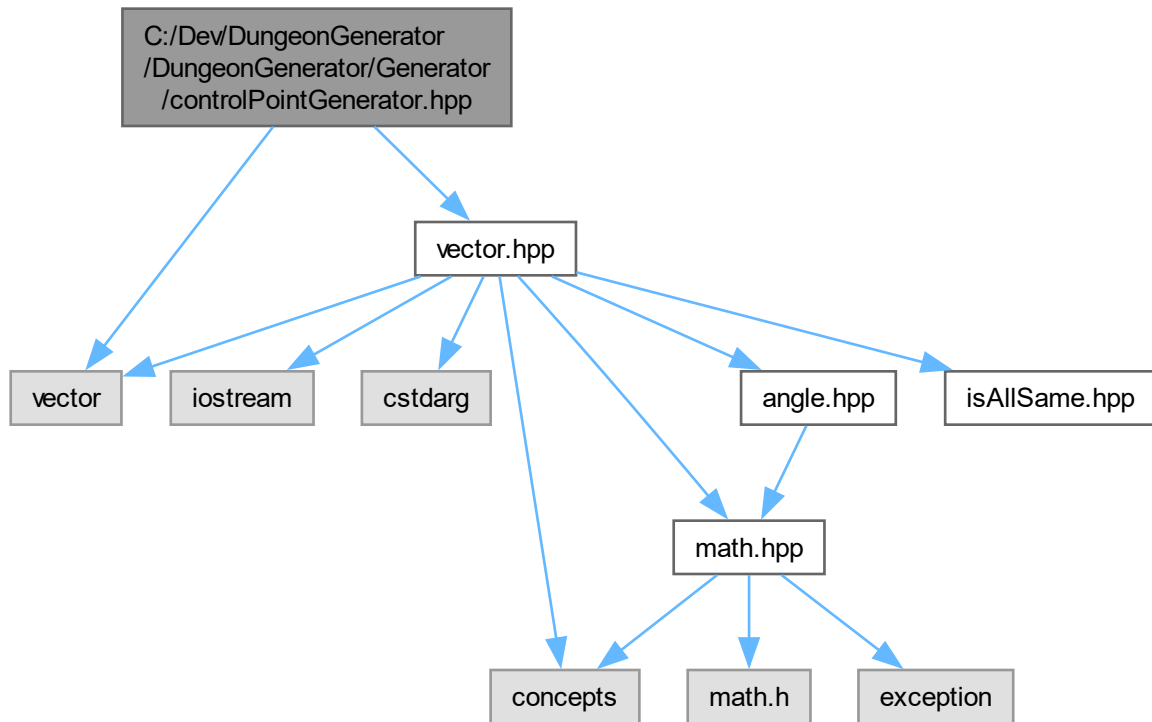 C:/Dev/DungeonGenerator
/DungeonGenerator/Generator
/controlPointGenerator.hpp
vector.hpp
vector
iostream
cstdarg
angle.hpp
isAllSame.hpp
math.hpp
concepts
math.h
exception